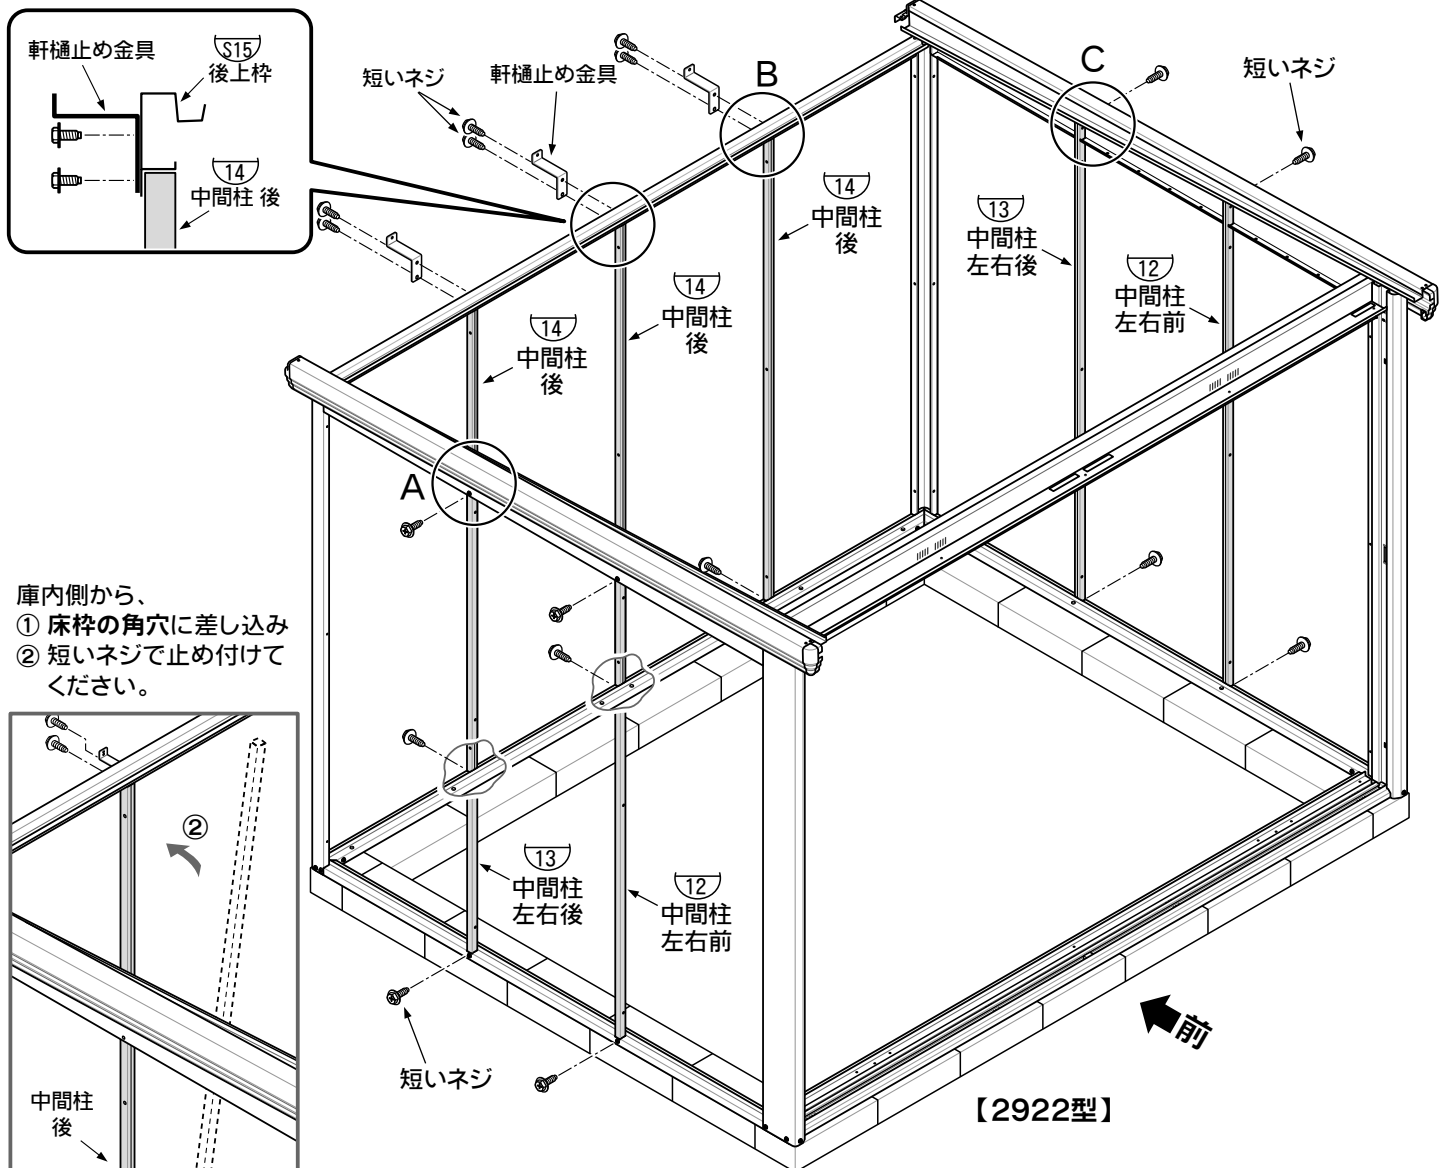 軒樋止め金具
S15
後上枠
14
中間柱 後
短いネジ
軒樋止め金具
B
C
短いネジ
14
中間柱
後
14
中間柱
後
14
中間柱
後
13
中間柱
左右後
12
中間柱
左右前
A
庫内側から、
① 床枠の角穴に差し込み
② 短いネジで止め付けて
ください。
②
中間柱
後
13
中間柱
左右後
12
中間柱
左右前
短いネジ
前
【2922型】